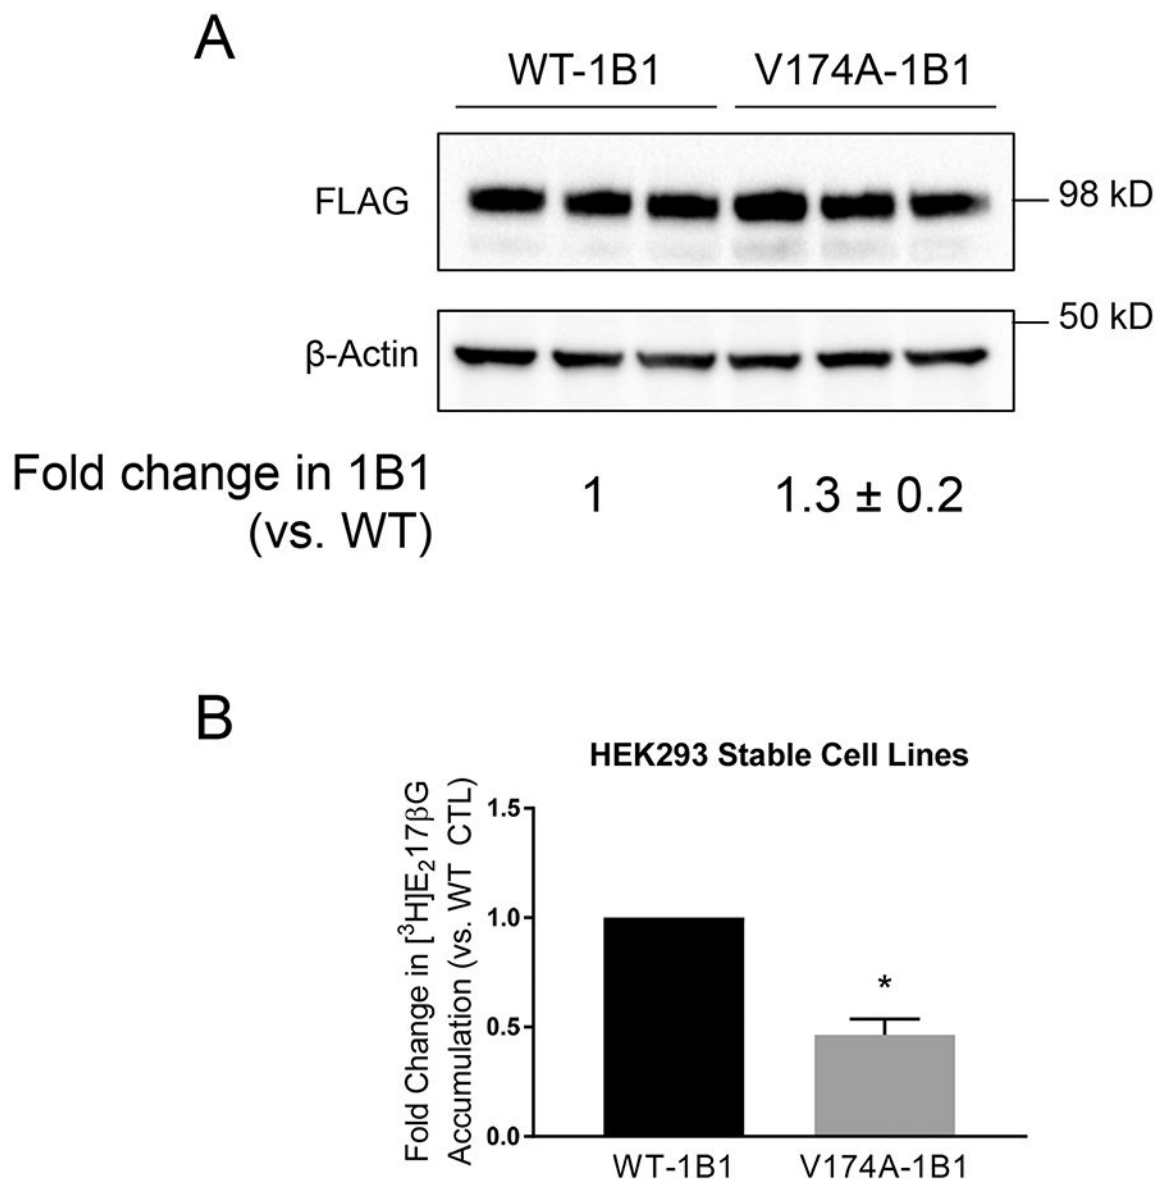 A
WT-1B1 V174A-1B1
FLAG 98 kD
50 kD
β-Actin
Fold change in 1B1
(vs. WT)
1 1.3 ± 0.2
B
HEK293 Stable Cell Lines
Fold Change in [³H]E₂17βG
Accumulation (vs. WT CTL)
1.5
1.0
*
0.5
0.0
WT-1B1 V174A-1B1